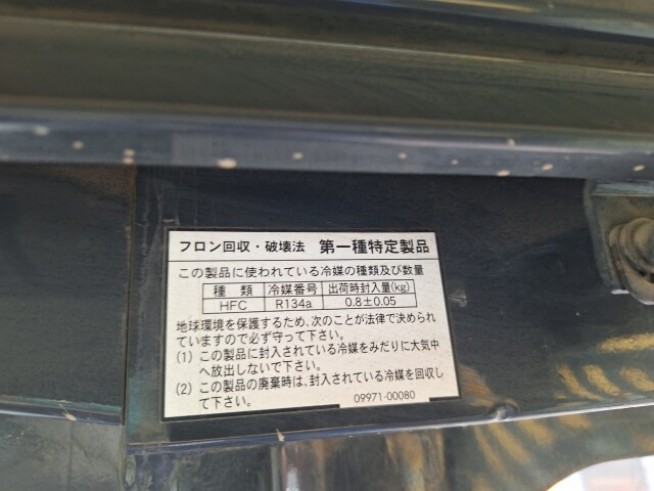 フロン回収・破壊法 第一種特定製品
この製品に使われている冷媒の種類及び数量
種 類 冷媒番号 出荷時封入量(kg)
HFC R134a 0.8±0.05
地球環境を保護するため、次のことが法律で決められ
ていますので必ず守って下さい。
(1) この製品に封入されている冷媒をみだりに大気中
へ放出しないで下さい。
(2) この製品の廃棄時は、封入されている冷媒を回収し
て下さい。
09971-00080